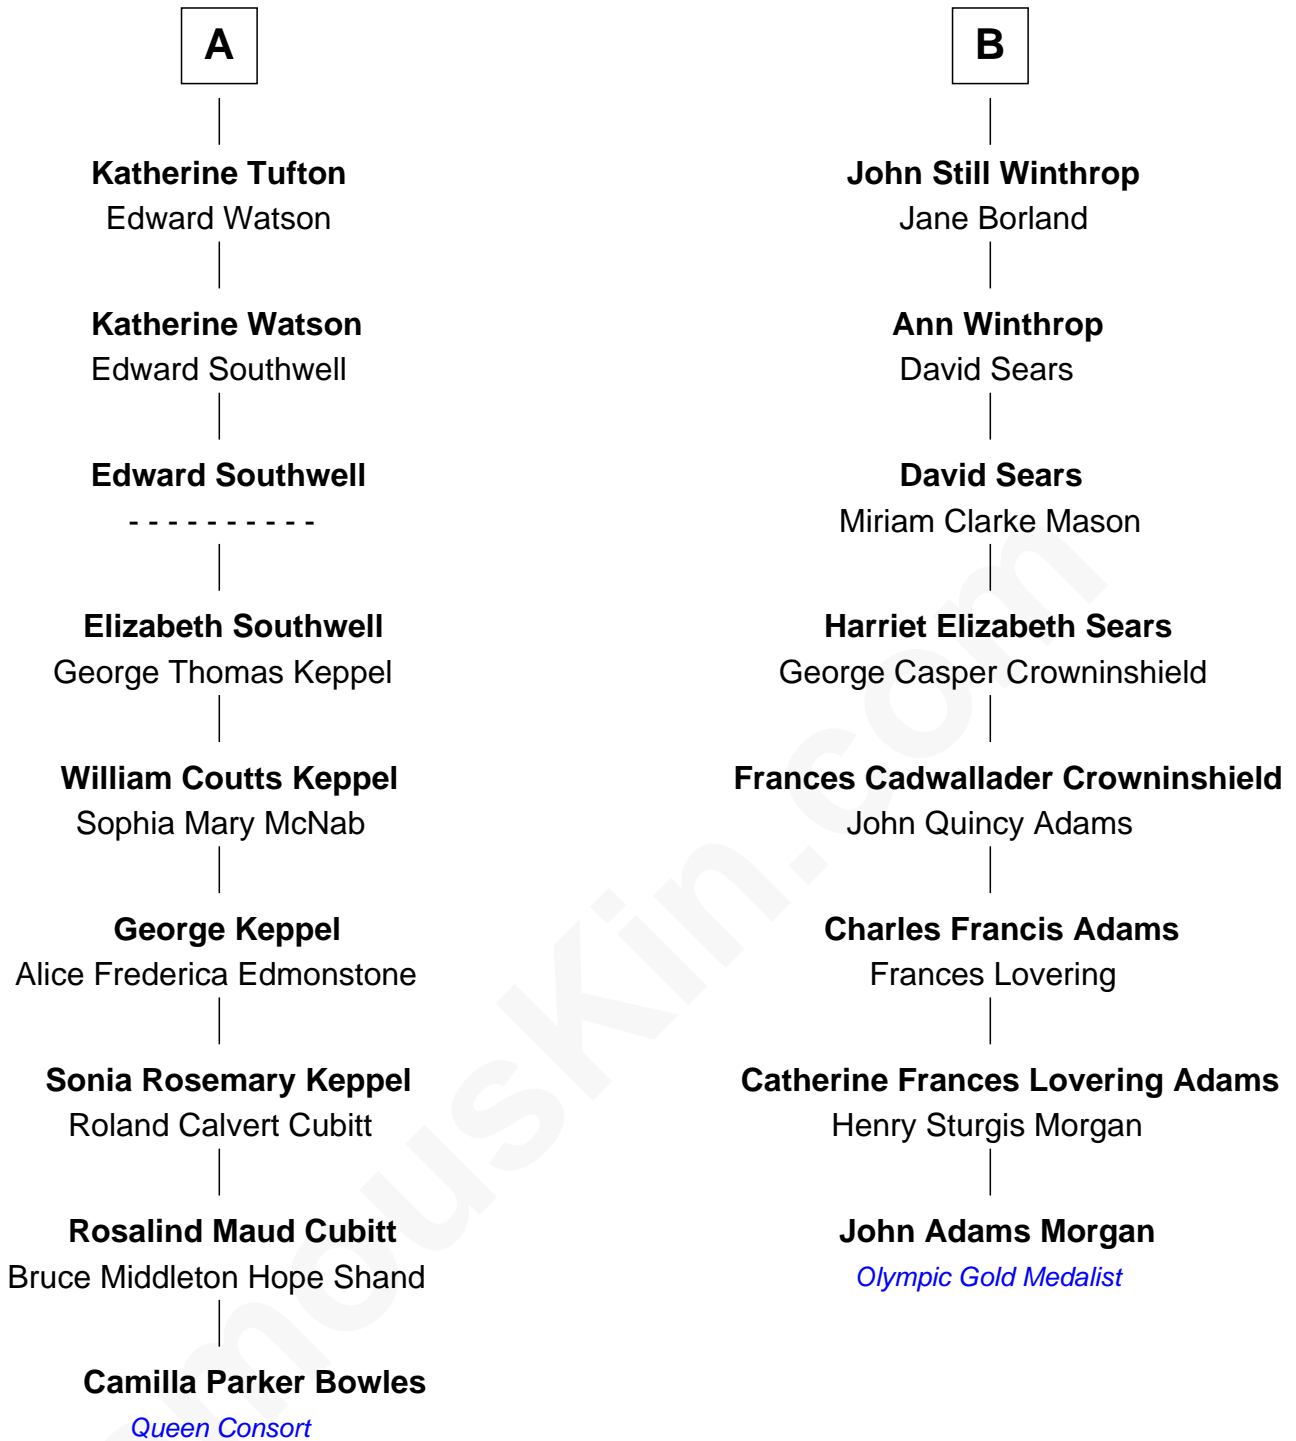 A
Katherine Tufton
Edward Watson
Katherine Watson
Edward Southwell
Edward Southwell
- - - - - - - - - -
Elizabeth Southwell
George Thomas Keppel
William Coutts Keppel
Sophia Mary McNab
George Keppel
Alice Frederica Edmonstone
Sonia Rosemary Keppel
Roland Calvert Cubitt
Rosalind Maud Cubitt
Bruce Middleton Hope Shand
Camilla Parker Bowles
Queen Consort
B
John Still Winthrop
Jane Borland
Ann Winthrop
David Sears
David Sears
Miriam Clarke Mason
Harriet Elizabeth Sears
George Casper Crowninshield
Frances Cadwallader Crowninshield
John Quincy Adams
Charles Francis Adams
Frances Lovering
Catherine Frances Lovering Adams
Henry Sturgis Morgan
John Adams Morgan
Olympic Gold Medalist
mouskin.com